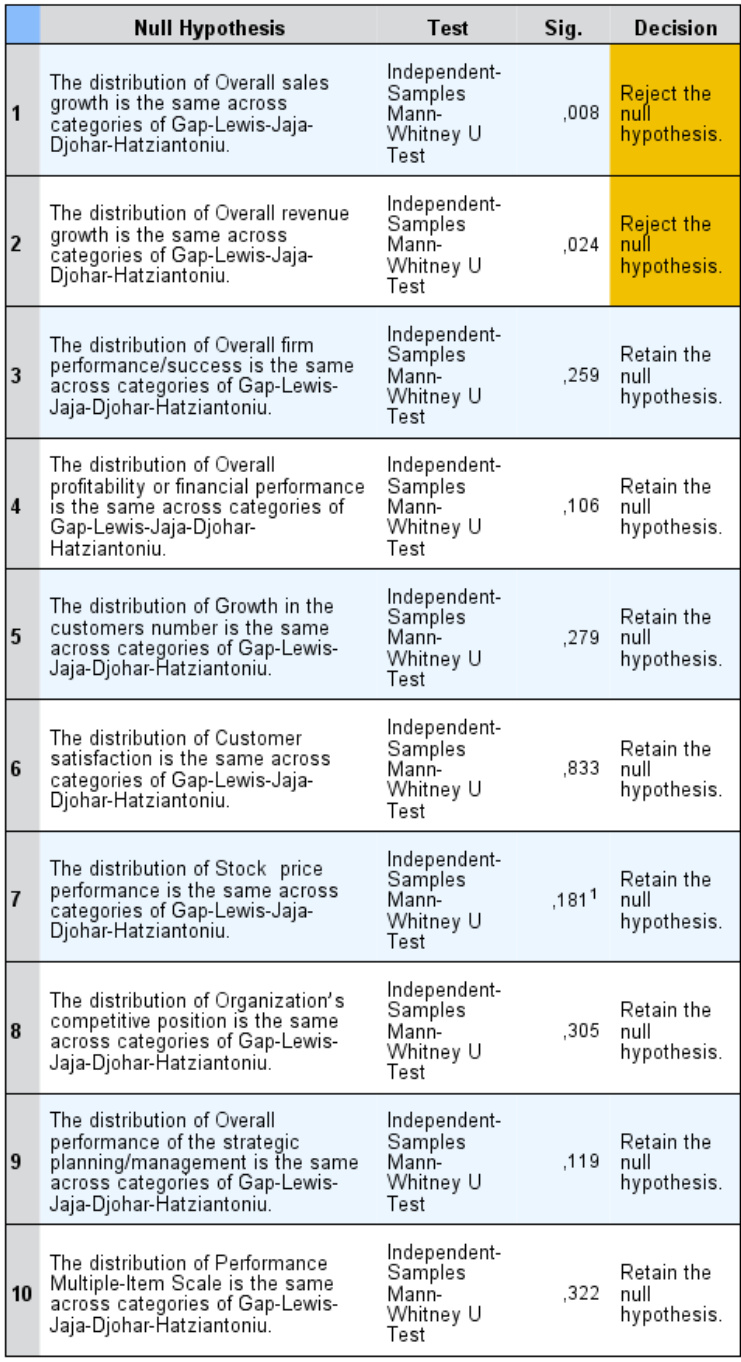 Null Hypothesis Test Sig. Decision
1
The distribution of Overall sales
growth is the same across
categories of Gap-Lewis-Jaja-
Djohar-Hatziantoniu.
Independent-
Samples
Mann-
Whitney U
Test
,008
Reject the
null
hypothesis.
2
The distribution of Overall revenue
growth is the same across
categories of Gap-Lewis-Jaja-
Djohar-Hatziantoniu.
Independent-
Samples
Mann-
Whitney U
Test
,024
Reject the
null
hypothesis.
3
The distribution of Overall firm
performance/success is the same
across categories of Gap-Lewis-
Jaja-Djohar-Hatziantoniu.
Independent-
Samples
Mann-
Whitney U
Test
,259
Retain the
null
hypothesis.
4
The distribution of Overall
profitability or financial performance
is the same across categories of
Gap-Lewis-Jaja-Djohar-
Hatziantoniu.
Independent-
Samples
Mann-
Whitney U
Test
,106
Retain the
null
hypothesis.
5
The distribution of Growth in the
customers number is the same
across categories of Gap-Lewis-
Jaja-Djohar-Hatziantoniu.
Independent-
Samples
Mann-
Whitney U
Test
,279
Retain the
null
hypothesis.
6
The distribution of Customer
satisfaction is the same across
categories of Gap-Lewis-Jaja-
Djohar-Hatziantoniu.
Independent-
Samples
Mann-
Whitney U
Test
,833
Retain the
null
hypothesis.
7
The distribution of Stock  price
performance is the same across
categories of Gap-Lewis-Jaja-
Djohar-Hatziantoniu.
Independent-
Samples
Mann-
Whitney U
Test
,181¹
Retain the
null
hypothesis.
8
The distribution of Organization′s
competitive position is the same
across categories of Gap-Lewis-
Jaja-Djohar-Hatziantoniu.
Independent-
Samples
Mann-
Whitney U
Test
,305
Retain the
null
hypothesis.
9
The distribution of Overall
performance of the strategic
planning/management is the same
across categories of Gap-Lewis-
Jaja-Djohar-Hatziantoniu.
Independent-
Samples
Mann-
Whitney U
Test
,119
Retain the
null
hypothesis.
10
The distribution of Performance
Multiple-Item Scale is the same
across categories of Gap-Lewis-
Jaja-Djohar-Hatziantoniu.
Independent-
Samples
Mann-
Whitney U
Test
,322
Retain the
null
hypothesis.